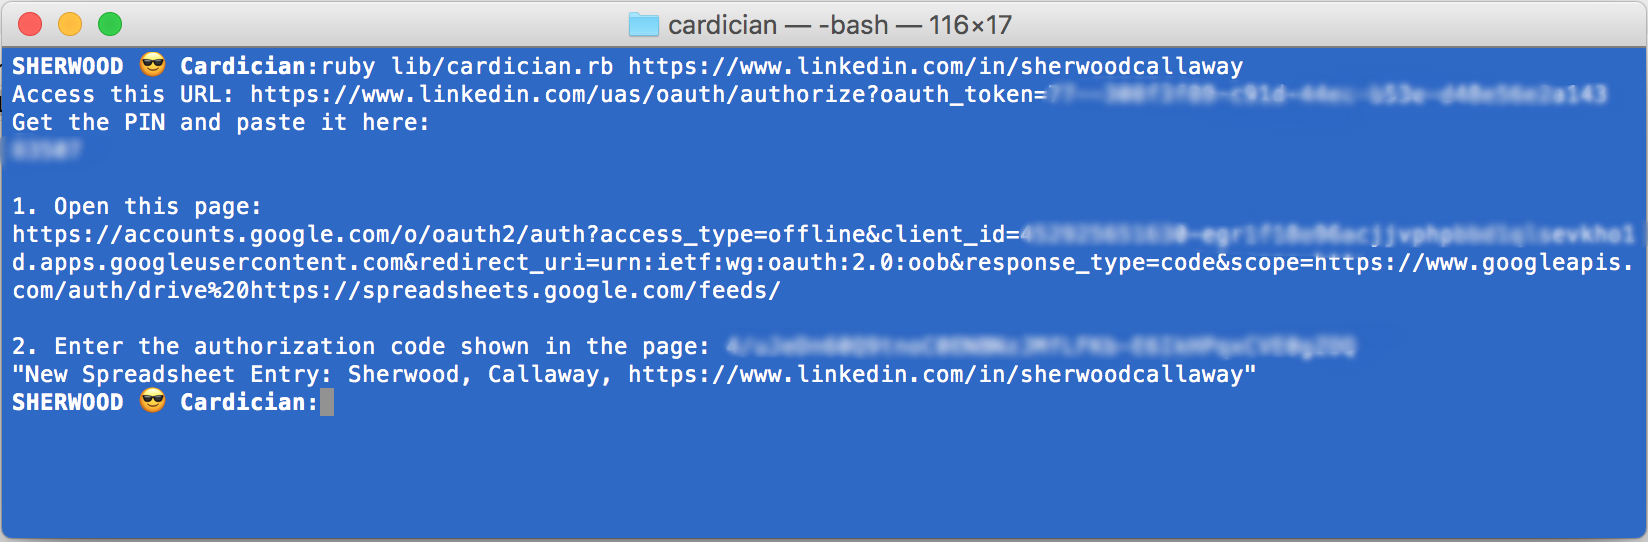 cardician — -bash — 116×17
SHERWOOD 😎 Cardician:ruby lib/cardician.rb https://www.linkedin.com/in/sherwoodcallaway
Access this URL: https://www.linkedin.com/uas/oauth/authorize?oauth_token=
Get the PIN and paste it here:
1. Open this page:
https://accounts.google.com/o/oauth2/auth?access_type=offline&client_id=
d.apps.googleusercontent.com&redirect_uri=urn:ietf:wg:oauth:2.0:oob&response_type=code&scope=https://www.googleapis.
com/auth/drive%20https://spreadsheets.google.com/feeds/
2. Enter the authorization code shown in the page:
"New Spreadsheet Entry: Sherwood, Callaway, https://www.linkedin.com/in/sherwoodcallaway"
SHERWOOD 😎 Cardician: